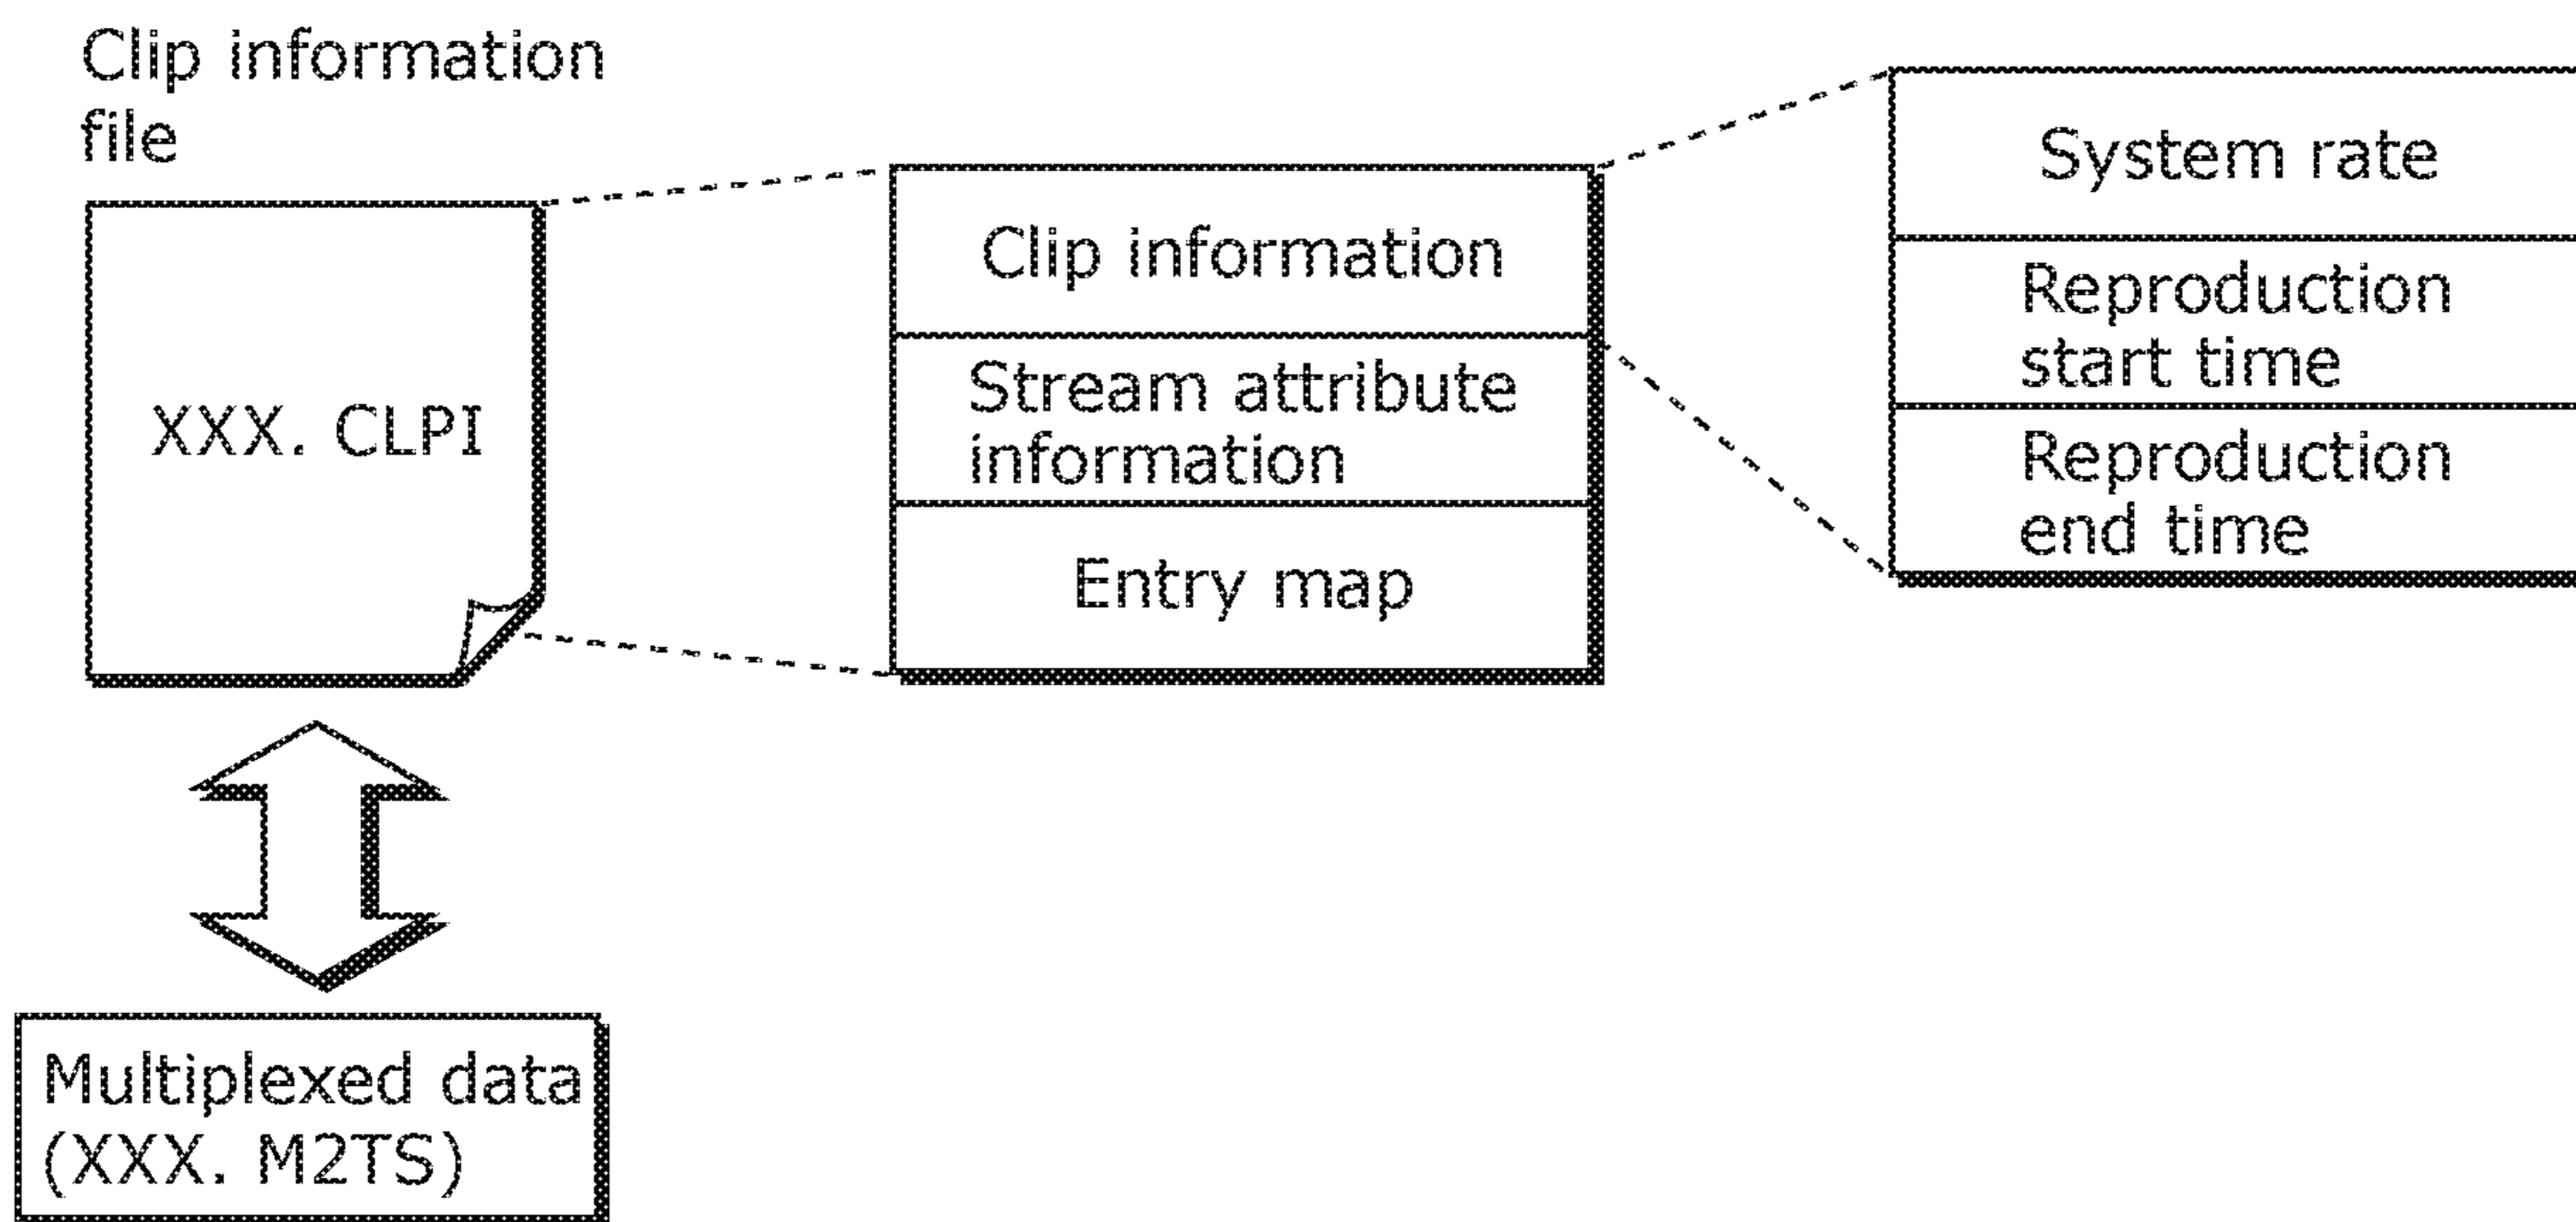 Clip information
file
XXX. CLPI
Clip information
Stream attribute
information
Entry map
System rate
Reproduction
start time
Reproduction
end time
Multiplexed data
(XXX. M2TS)